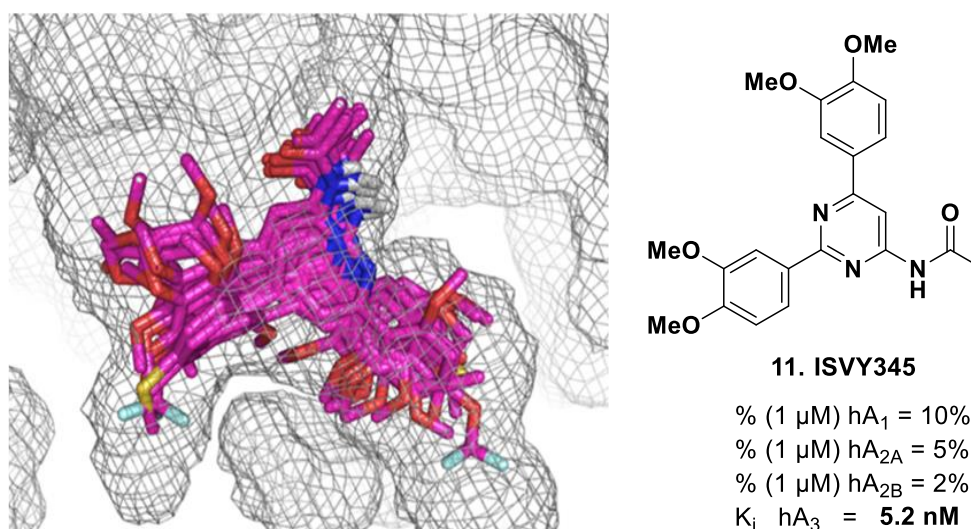 OMe
MeO
N
O
MeO
N
N
H
MeO
11. ISVY345
% (1 µM) hA₁ = 10%
% (1 µM) hA₂A = 5%
% (1 µM) hA₂B = 2%
Kᵢ hA₃ = 5.2 nM